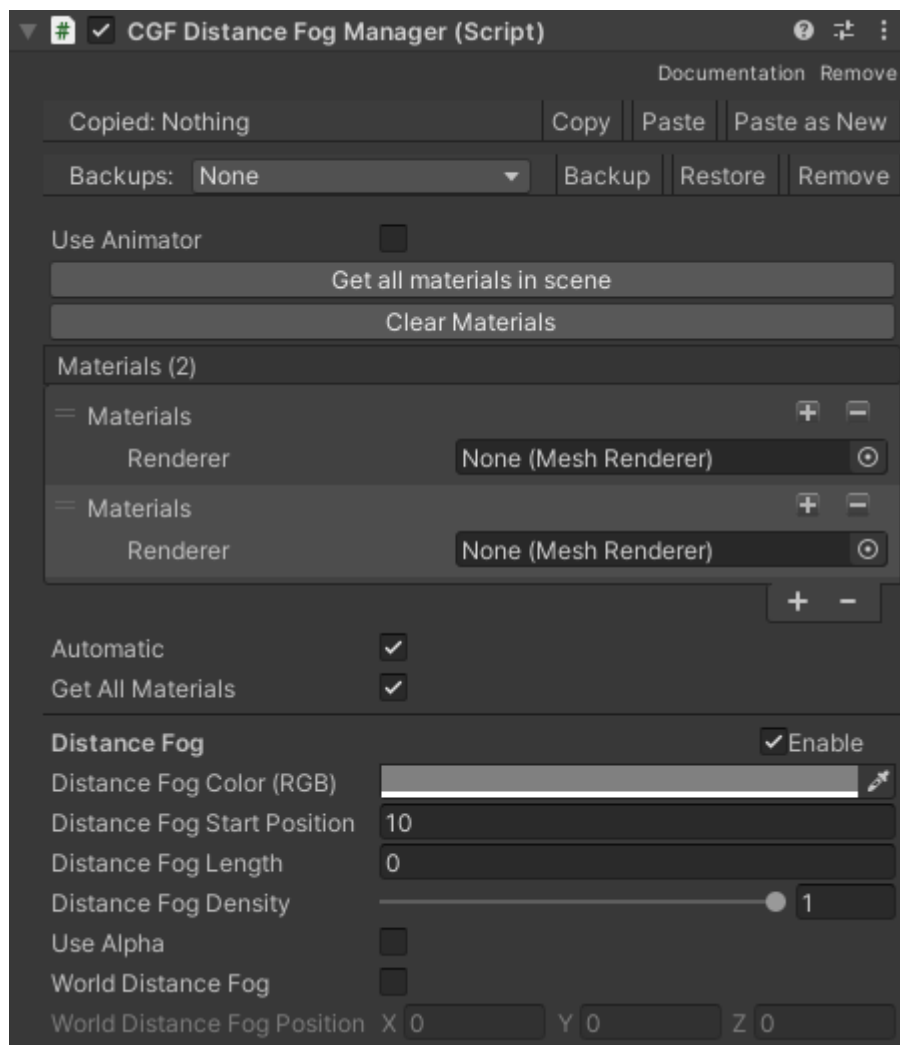 # CGF Distance Fog Manager (Script)
Documentation Remove
Copied: Nothing Copy Paste Paste as New
Backups: None Backup Restore Remove
Use Animator
Get all materials in scene
Clear Materials
Materials (2)
Materials
Renderer None (Mesh Renderer)
Materials
Renderer None (Mesh Renderer)
Automatic
Get All Materials
Distance Fog Enable
Distance Fog Color (RGB)
Distance Fog Start Position 10
Distance Fog Length 0
Distance Fog Density 1
Use Alpha
World Distance Fog
World Distance Fog Position X 0 Y 0 Z 0